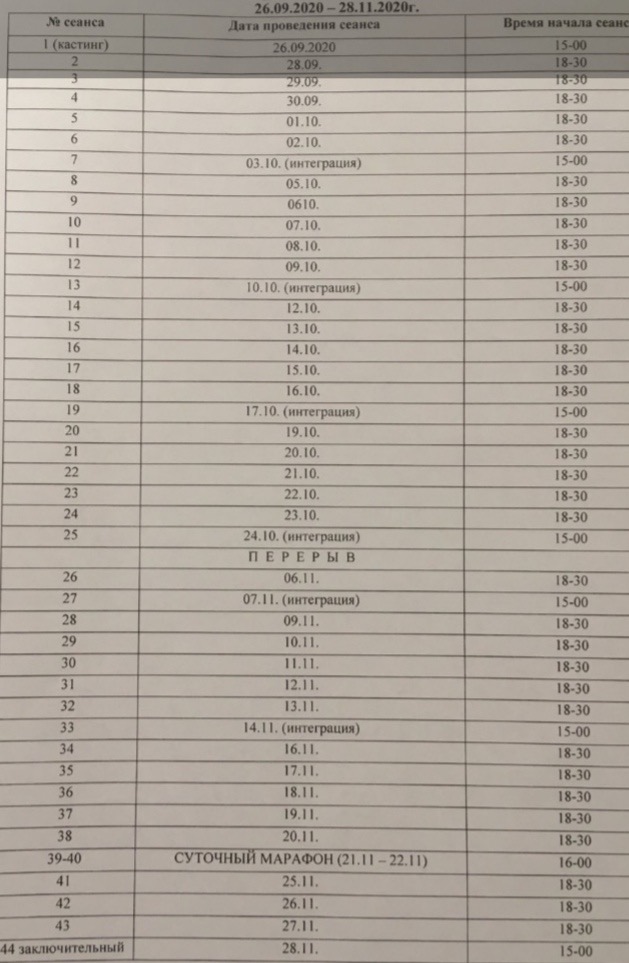 26.09.2020 – 28.11.2020г.
№ сеанса Дата проведения сеанса Время начала сеанс
1 (кастинг) 26.09.2020 15-00
2 28.09. 18-30
3 29.09. 18-30
4 30.09. 18-30
5 01.10. 18-30
6 02.10. 18-30
7 03.10. (интеграция) 15-00
8 05.10. 18-30
9 0610. 18-30
10 07.10. 18-30
11 08.10. 18-30
12 09.10. 18-30
13 10.10. (интеграция) 15-00
14 12.10. 18-30
15 13.10. 18-30
16 14.10. 18-30
17 15.10. 18-30
18 16.10. 18-30
19 17.10. (интеграция) 15-00
20 19.10. 18-30
21 20.10. 18-30
22 21.10. 18-30
23 22.10. 18-30
24 23.10. 18-30
25 24.10. (интеграция) 15-00
П Е Р Е Р Ы В
26 06.11. 18-30
27 07.11. (интеграция) 15-00
28 09.11. 18-30
29 10.11. 18-30
30 11.11. 18-30
31 12.11. 18-30
32 13.11. 18-30
33 14.11. (интеграция) 15-00
34 16.11. 18-30
35 17.11. 18-30
36 18.11. 18-30
37 19.11. 18-30
38 20.11. 18-30
39-40 СУТОЧНЫЙ МАРАФОН (21.11 – 22.11) 16-00
41 25.11. 18-30
42 26.11. 18-30
43 27.11. 18-30
44 заключительный 28.11. 15-00